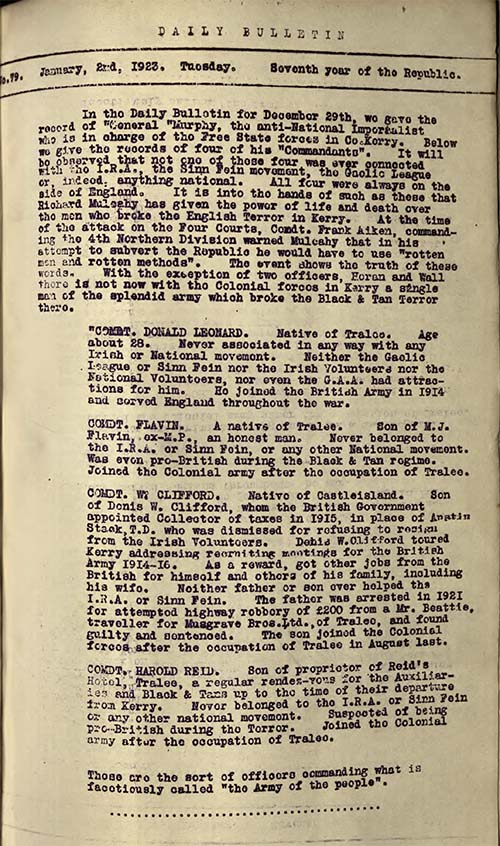 DAILY BULLETIN
No.79. January, 2nd, 1923. Tuesday. Seventh year of the Republic.
In the Daily Bulletin for December 29th, we gave the
record of "General "Murphy, the anti-National Imperialist
who is in charge of the Free State forces in Co.Kerry. Below
we give the records of four of his "Commandants". It will
be observed that not one of those four was ever connected
with the I.R.A., the Sinn Fein movement, the Gaelic League
or, indeed, anything national. All four were always on the
side of England. It is into the hands of such as these that
Richard Mulcahy has given the power of life and death over
the men who broke the English Terror in Kerry. At the time
of the attack on the Four Courts, Comdt. Frank Aiken, command-
ing the 4th Northern Division warned Mulcahy that in his
attempt to subvert the Republic he would have to use "rotten
men and rotten methods". The event shows the truth of these
words. With the exception of two officers, Horan and Wall
there is not now with the Colonial forces in Kerry a single
man of the splendid army which broke the Black & Tan Terror
there.
"COMDT. DONALD LEONARD. Native of Tralee. Age
about 28. Never associated in any way with any
Irish or National movement. Neither the Gaelic
League or Sinn Fein nor the Irish Volunteers nor the
National Volunteers, nor even the G.A.A. had attrac-
tions for him. He joined the British Army in 1914
and served England throughout the war.
COMDT. FLAVIN. A native of Tralee. Son of M.J.
Flavin, ex-M.P., an honest man. Never belonged to
the I.R.A. or Sinn Fein, or any other National movement.
Was even pro-British during the Black & Tan regime.
Joined the Colonial army after the occupation of Tralee.
COMDT. W. CLIFFORD. Native of Castleisland. Son
of Denis W. Clifford, whom the British Government
appointed Collector of taxes in 1915, in place of Austin
Stack,T.D. who was dismissed for refusing to resign
from the Irish Volunteers. Denis W.Clifford toured
Kerry addressing recruiting meetings for the British
Army 1914-16. As a reward, got other jobs from the
British for himself and others of his family, including
his wife. Neither father or son ever helped the
I.R.A. or Sinn Fein. The father was arrested in 1921
for attempted highway robbery of £200 from a Mr. Beattie,
traveller for Musgrave Bros.Ltd.,of Tralee, and found
guilty and sentenced. The son joined the Colonial
forces after the occupation of Tralee in August last.
COMDT. HAROLD REID. Son of proprietor of Reid's
Hotel, Tralee, a regular rendez-vous for the Auxiliar-
ies and Black & Tans up to the time of their departure
from Kerry. Never belonged to the I.R.A. or Sinn Fein
or any other national movement. Suspected of being
pro-British during the Terror. Joined the Colonial
army after the occupation of Tralee.
Those are the sort of officers commanding what is
facetiously called "the Army of the people".